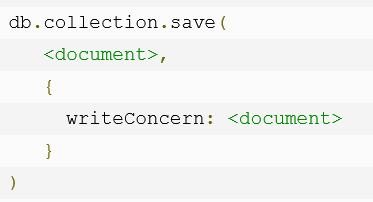 db.collection.save(
   <document>,
   {
     writeConcern: <document>
   }
)